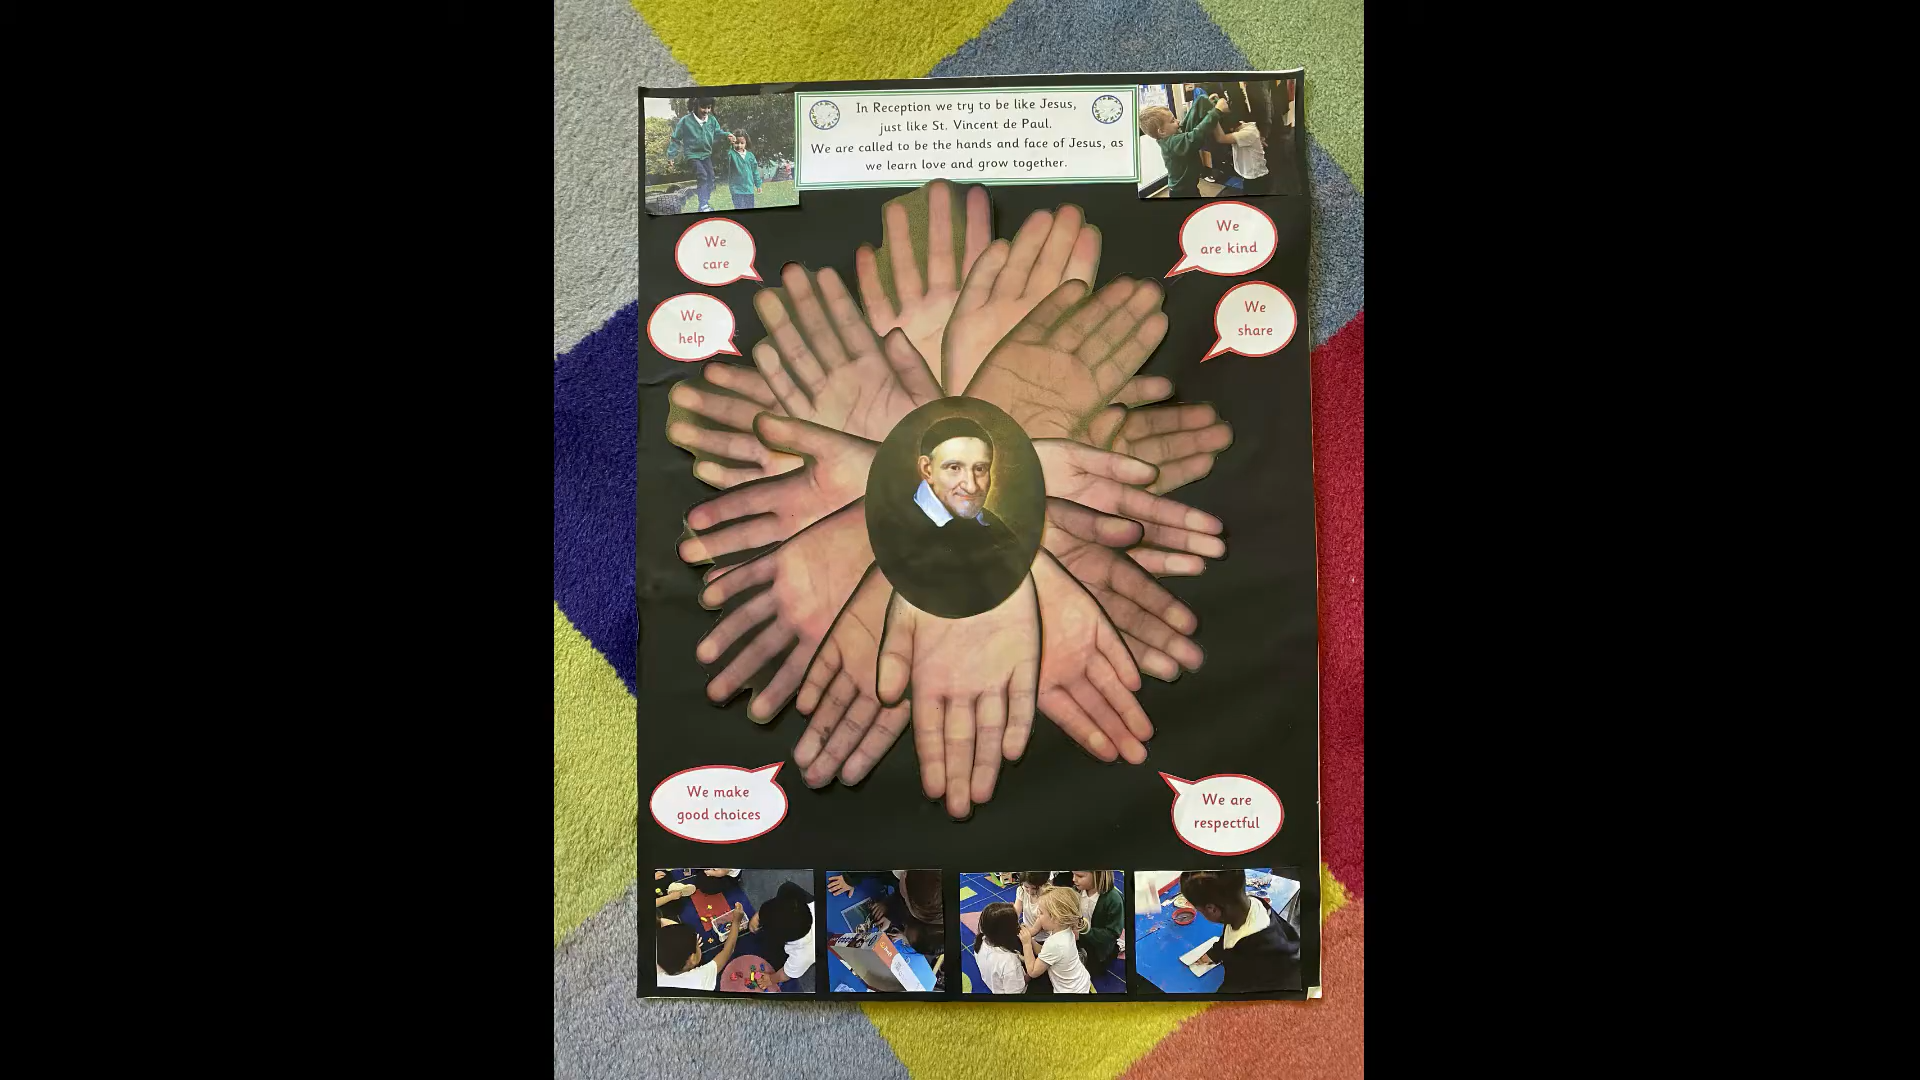 In Reception we try to be like Jesus,
just like St. Vincent de Paul.
We are called to be the hands and face of Jesus, as
we learn love and grow together.
We
care
We
are kind
We
help
We
share
We make
good choices
We are
respectful